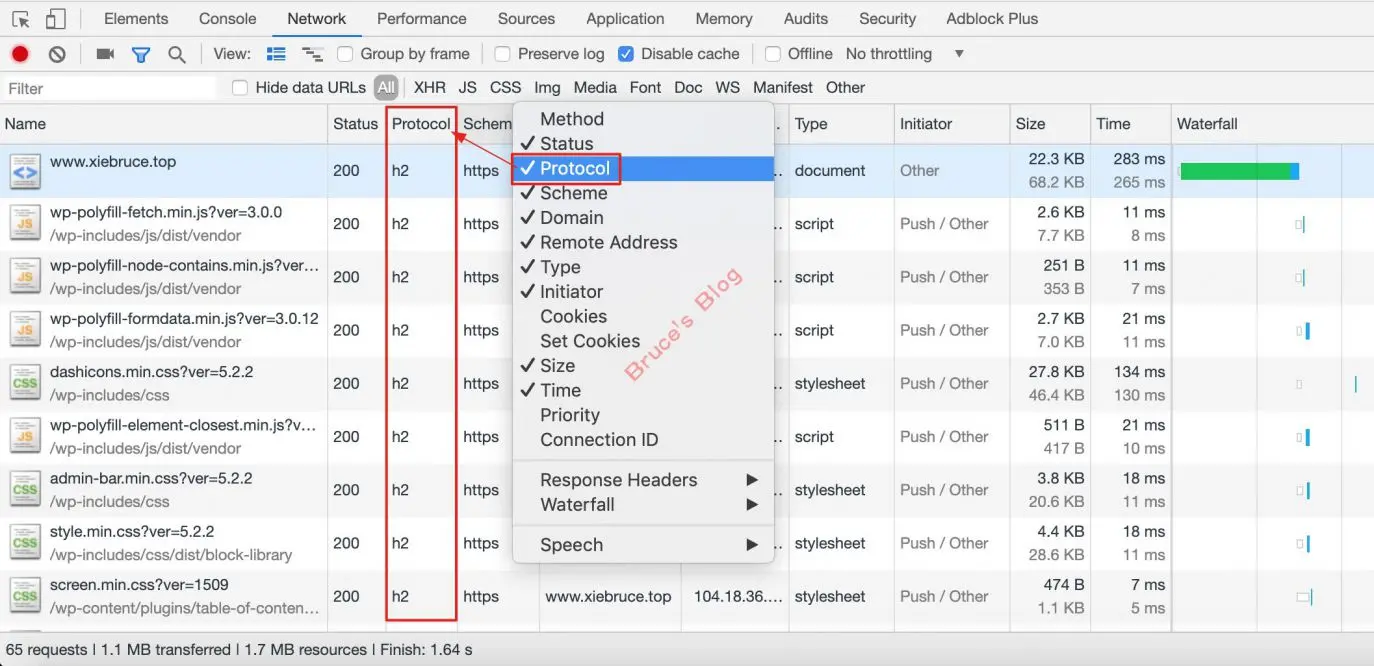 Elements Console Network Performance Sources Application Memory Audits Security Adblock Plus
View: Group by frame Preserve log Disable cache Offline No throttling
Filter Hide data URLs All XHR JS CSS Img Media Font Doc WS Manifest Other
Name Status Protocol Schem . Type Initiator Size Time Waterfall
www.xiebruce.top 200 h2 https .. document Other 22.3 KB 283 ms
68.2 KB 265 ms
wp-polyfill-fetch.min.js?ver=3.0.0 200 h2 https .. script Push / Other 2.6 KB 11 ms
/wp-includes/js/dist/vendor 7.7 KB 8 ms
wp-polyfill-node-contains.min.js?ver... 200 h2 https .. script Push / Other 251 B 11 ms
/wp-includes/js/dist/vendor 353 B 7 ms
wp-polyfill-formdata.min.js?ver=3.0.12 200 h2 https .. script Push / Other 2.7 KB 21 ms
/wp-includes/js/dist/vendor 7.0 KB 11 ms
dashicons.min.css?ver=5.2.2 200 h2 https .. stylesheet Push / Other 27.8 KB 134 ms
/wp-includes/css 46.4 KB 130 ms
wp-polyfill-element-closest.min.js?v... 200 h2 https .. script Push / Other 511 B 21 ms
/wp-includes/js/dist/vendor 417 B 10 ms
admin-bar.min.css?ver=5.2.2 200 h2 https .. stylesheet Push / Other 3.8 KB 18 ms
/wp-includes/css 20.6 KB 11 ms
style.min.css?ver=5.2.2 200 h2 https .. stylesheet Push / Other 4.4 KB 18 ms
/wp-includes/css/dist/block-library 28.6 KB 11 ms
screen.min.css?ver=1509 200 h2 https www.xiebruce.top 104.18.36.... stylesheet Push / Other 474 B 7 ms
/wp-content/plugins/table-of-conten... 1.1 KB 5 ms
JS
JS
JS
CSS
JS
CSS
CSS
CSS
Method
✓ Status
✓ Protocol
✓ Scheme
✓ Domain
✓ Remote Address
✓ Type
✓ Initiator
Cookies
Set Cookies
✓ Size
✓ Time
Priority
Connection ID
Response Headers
Waterfall
Speech
Bruce's Blog
65 requests | 1.1 MB transferred | 1.7 MB resources | Finish: 1.64 s